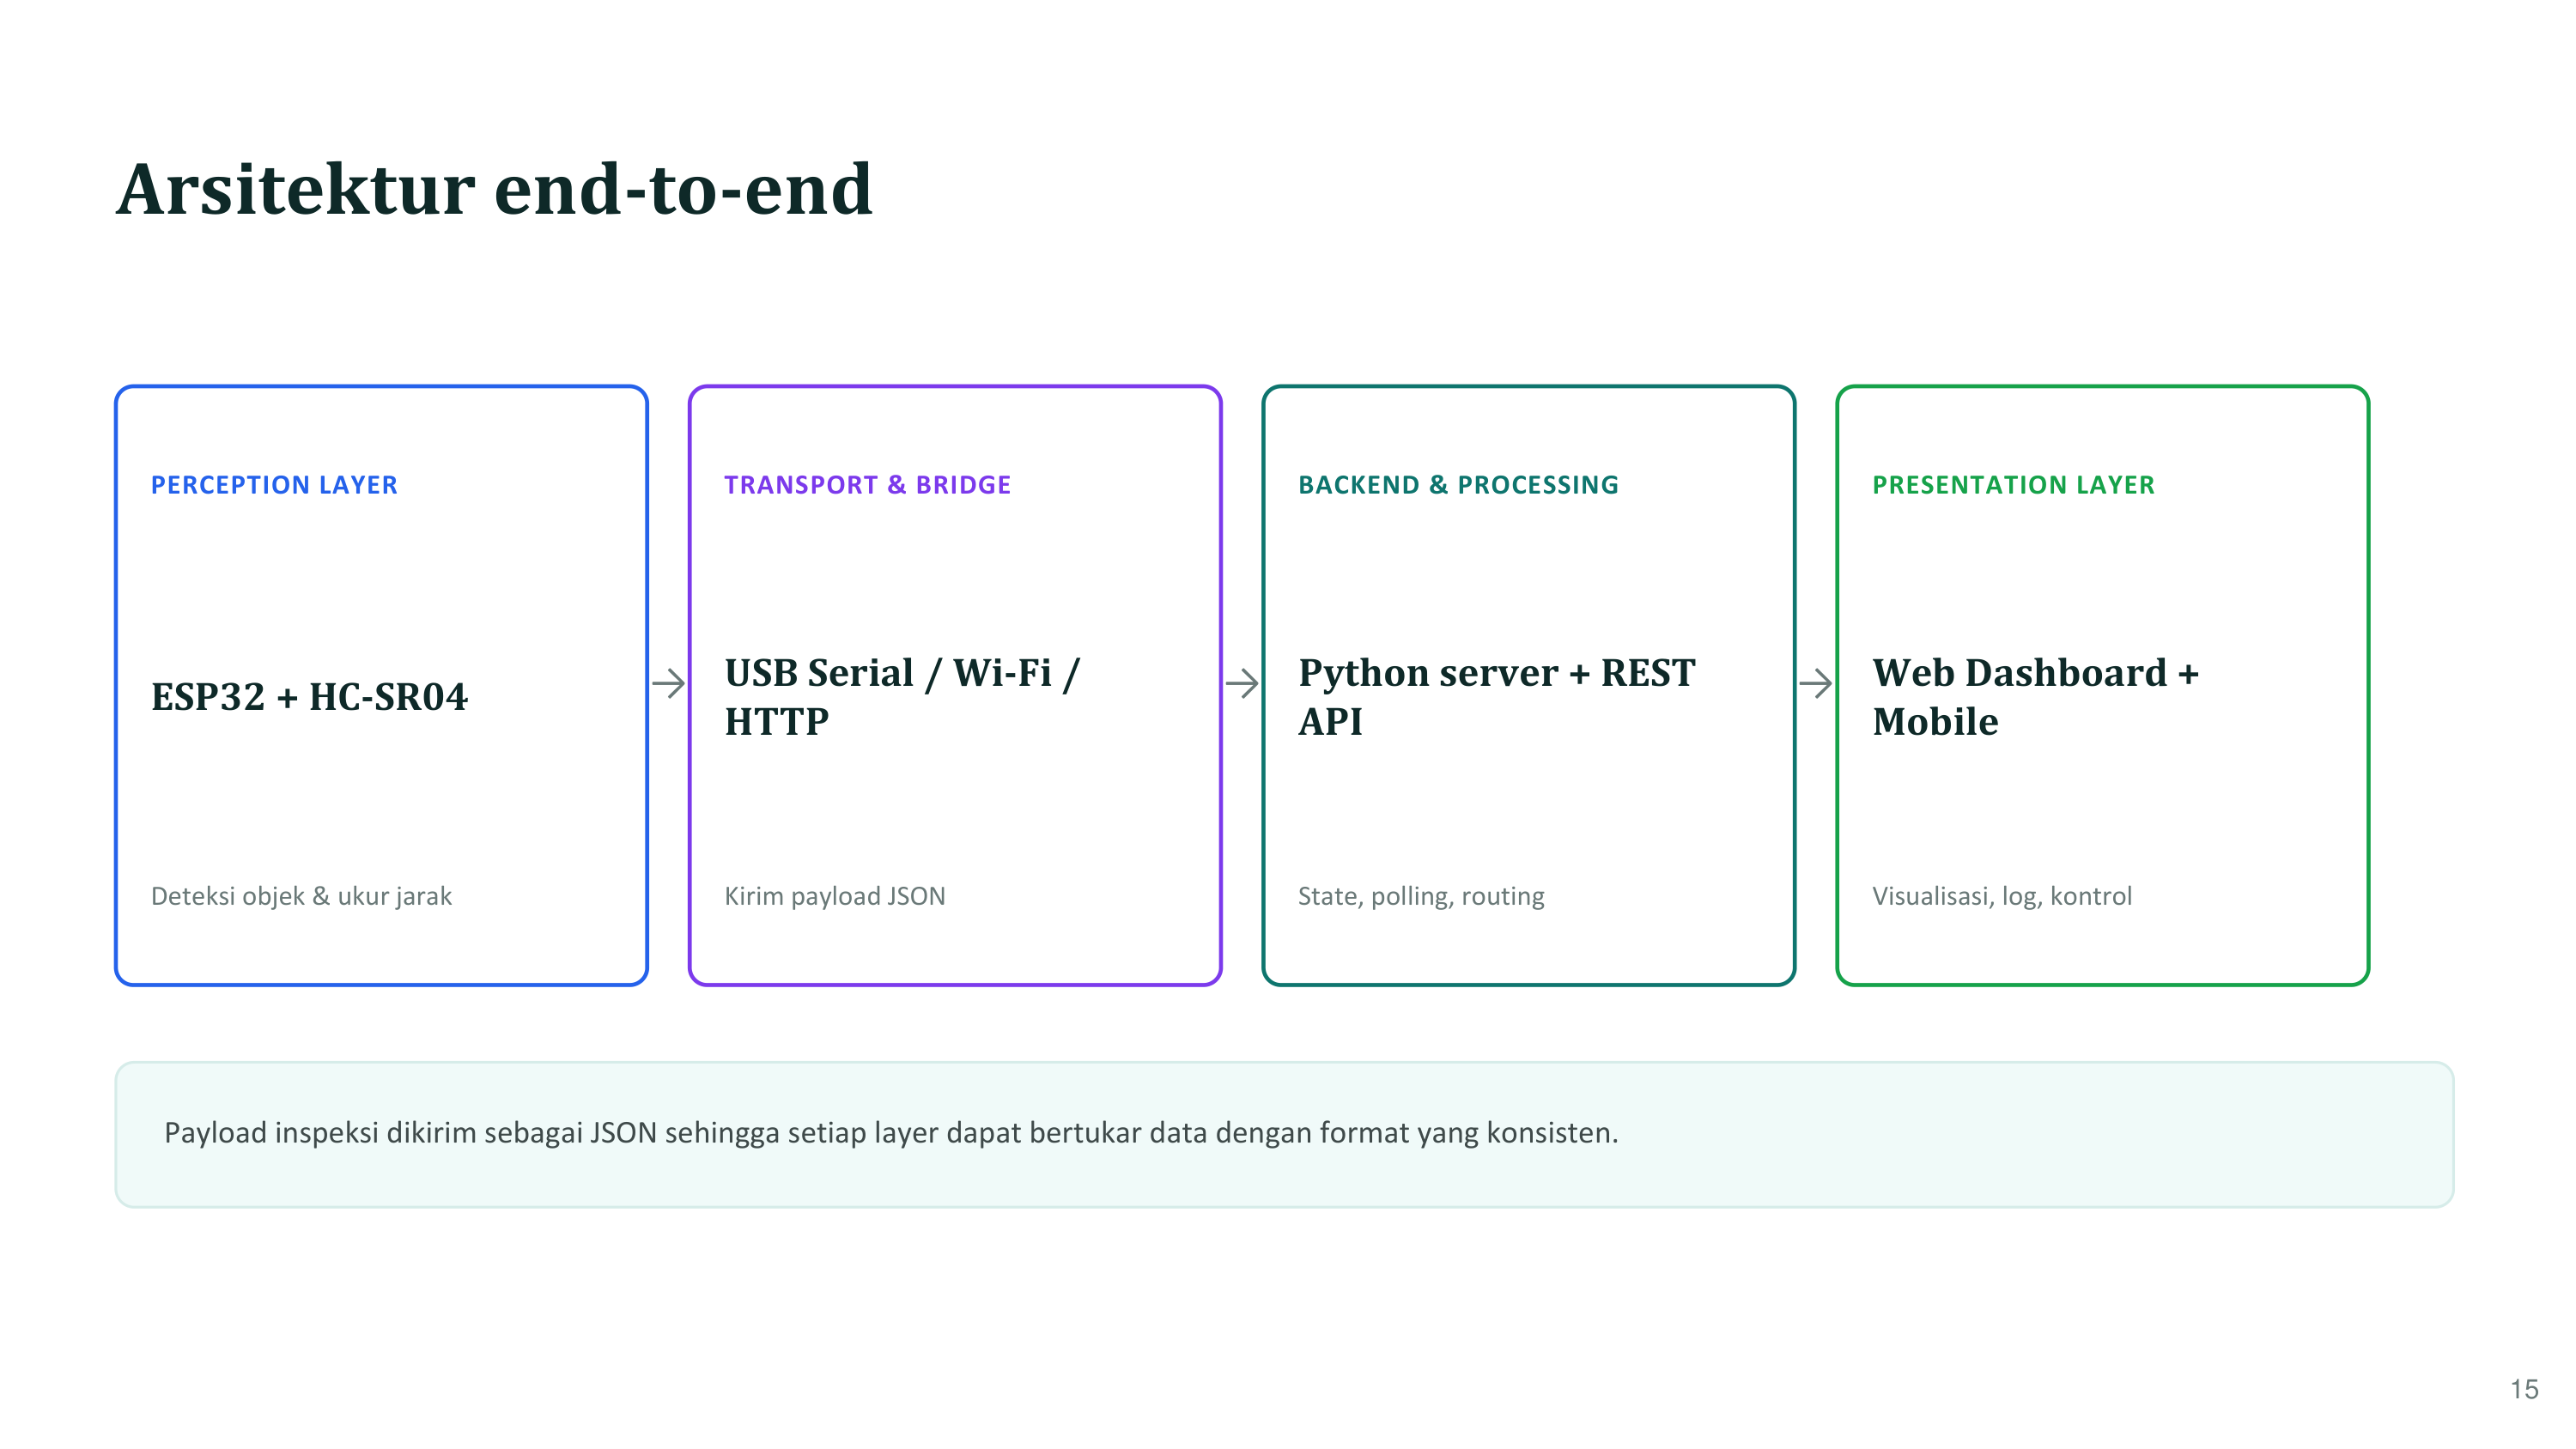 Arsitektur end-to-end
PERCEPTION LAYER
ESP32 + HC-SR04
Deteksi objek & ukur jarak
TRANSPORT & BRIDGE
USB Serial / Wi-Fi /
HTTP
Kirim payload JSON
BACKEND & PROCESSING
Python server + REST
API
State, polling, routing
PRESENTATION LAYER
Web Dashboard +
Mobile
Visualisasi, log, kontrol
Payload inspeksi dikirim sebagai JSON sehingga setiap layer dapat bertukar data dengan format yang konsisten.
15